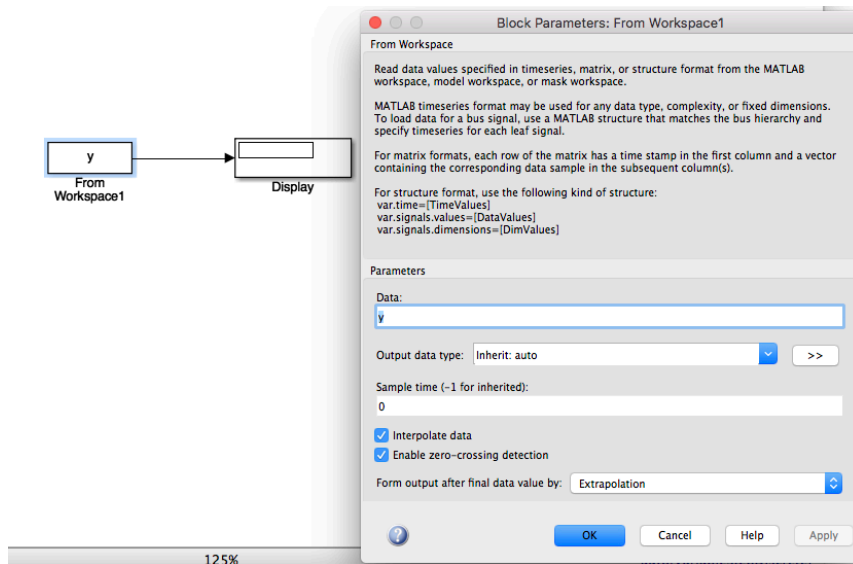 Block Parameters: From Workspace1
From Workspace
Read data values specified in timeseries, matrix, or structure format from the MATLAB
workspace, model workspace, or mask workspace.
MATLAB timeseries format may be used for any data type, complexity, or fixed dimensions.
To load data for a bus signal, use a MATLAB structure that matches the bus hierarchy and
specify timeseries for each leaf signal.
For matrix formats, each row of the matrix has a time stamp in the first column and a vector
containing the corresponding data sample in the subsequent column(s).
For structure format, use the following kind of structure:
var.time=[TimeValues]
var.signals.values=[DataValues]
var.signals.dimensions=[DimValues]
y
From
Workspace1
Display
Parameters
Data:
y
Output data type: Inherit: auto >>
Sample time (-1 for inherited):
0
Interpolate data
Enable zero-crossing detection
Form output after final data value by: Extrapolation
? OK Cancel Help Apply
125%